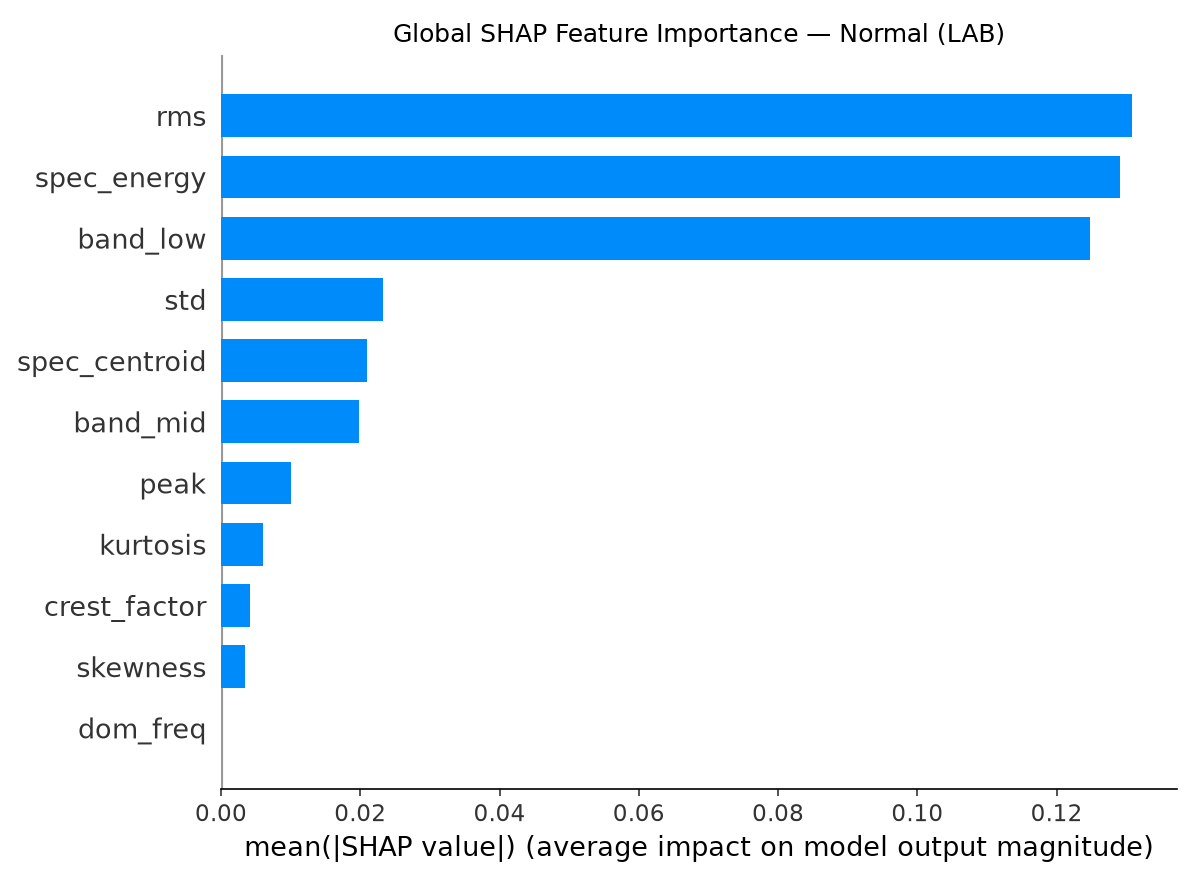 Global SHAP Feature Importance — Normal (LAB)
rms
spec_energy
band_low
std
spec_centroid
band_mid
peak
kurtosis
crest_factor
skewness
dom_freq
0.00 0.02 0.04 0.06 0.08 0.10 0.12
mean(|SHAP value|) (average impact on model output magnitude)